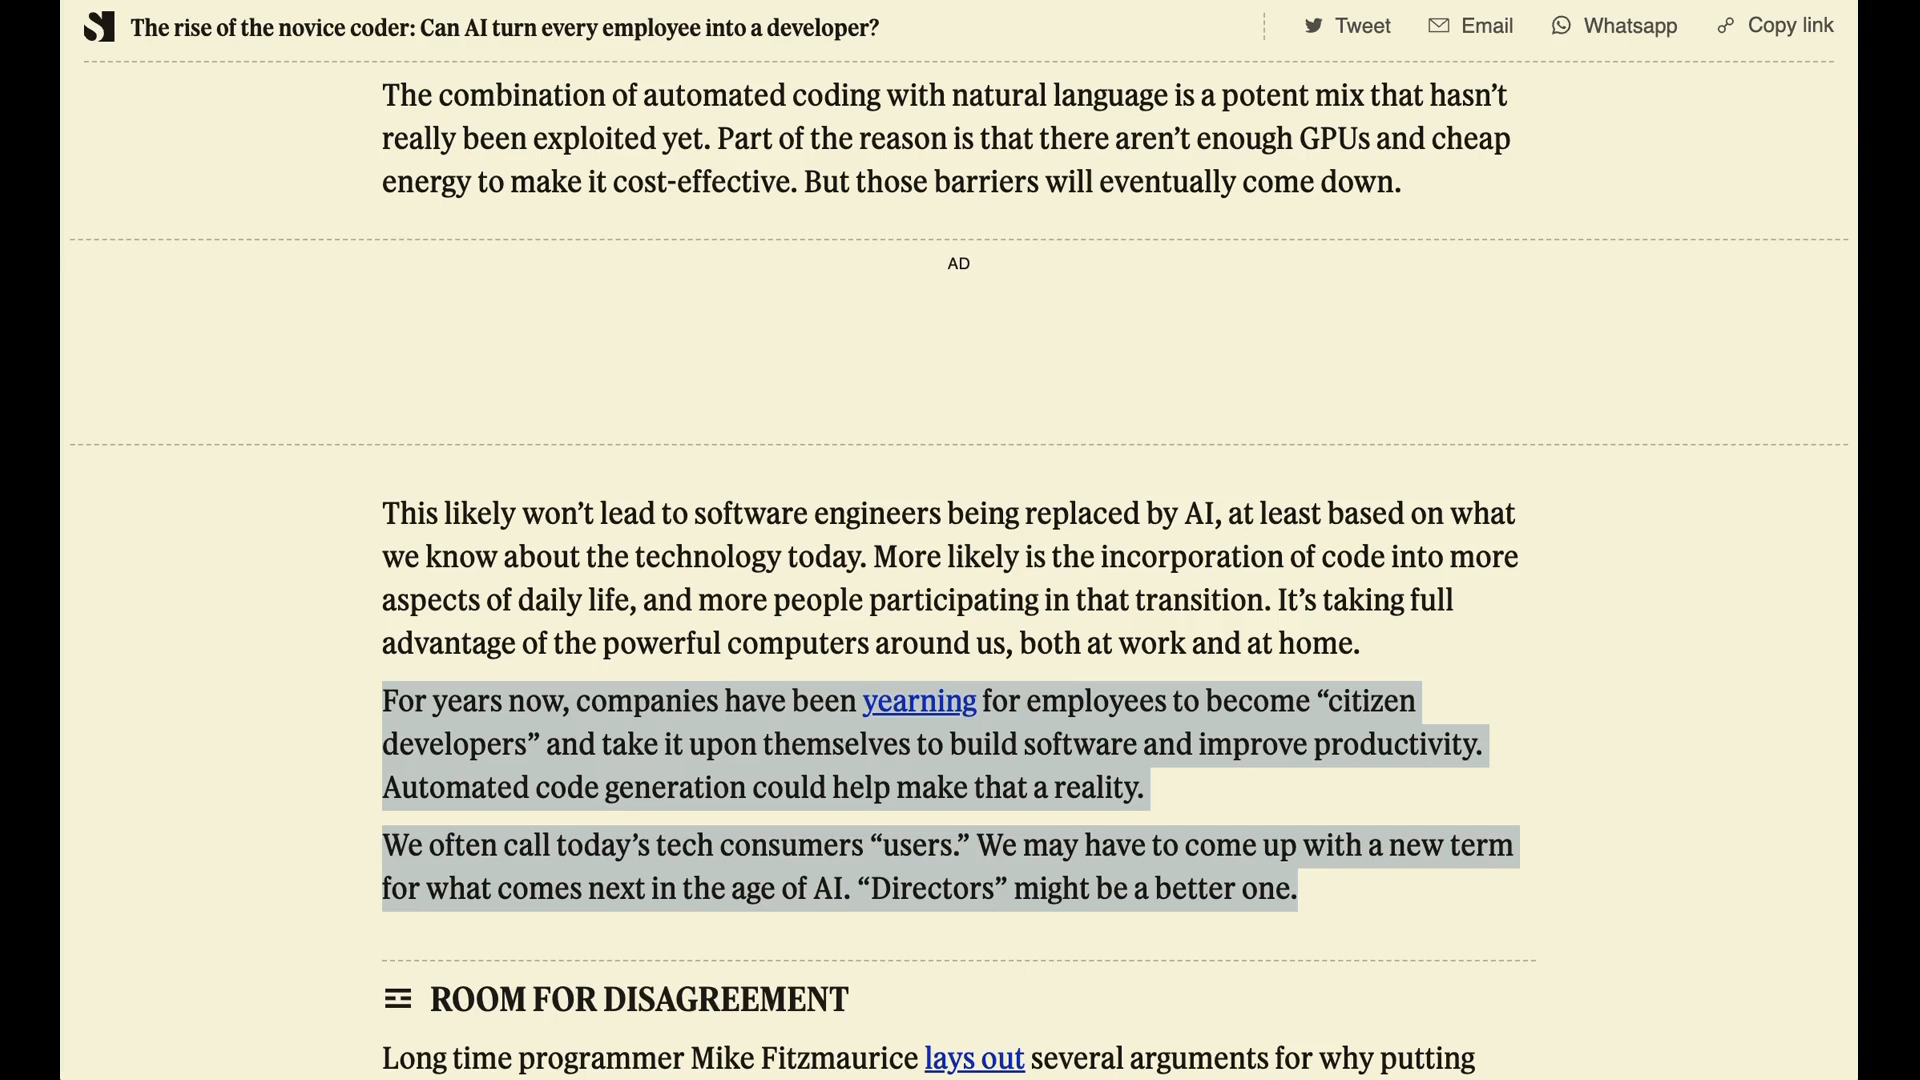 The rise of the novice coder: Can AI turn every employee into a developer?
Tweet
Email
Whatsapp
Copy link
The combination of automated coding with natural language is a potent mix that hasn’t
really been exploited yet. Part of the reason is that there aren’t enough GPUs and cheap
energy to make it cost-effective. But those barriers will eventually come down.
AD
This likely won’t lead to software engineers being replaced by AI, at least based on what
we know about the technology today. More likely is the incorporation of code into more
aspects of daily life, and more people participating in that transition. It’s taking full
advantage of the powerful computers around us, both at work and at home.
For years now, companies have been yearning for employees to become “citizen
developers” and take it upon themselves to build software and improve productivity.
Automated code generation could help make that a reality.
We often call today’s tech consumers “users.” We may have to come up with a new term
for what comes next in the age of AI. “Directors” might be a better one.
ROOM FOR DISAGREEMENT
Long time programmer Mike Fitzmaurice lays out several arguments for why putting